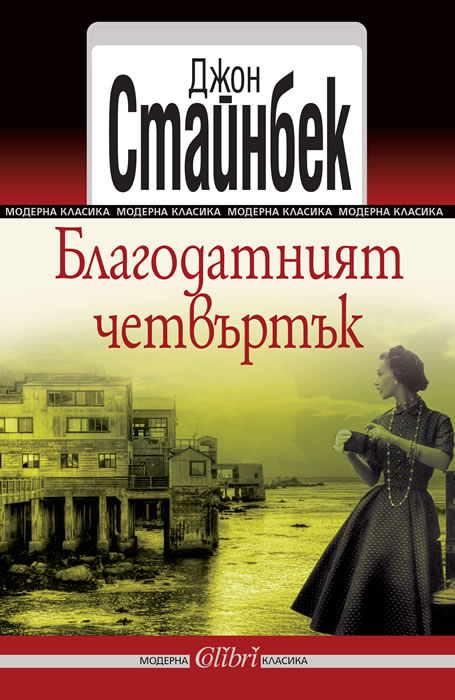 Джон
Стайнбек
МОДЕРНА КЛАСИКА МОДЕРНА КЛАСИКА МОДЕРНА КЛАСИКА МОДЕРНА КЛАСИКА
Благодатният
четвъртък
МОДЕРНА Colibri КЛАСИКА